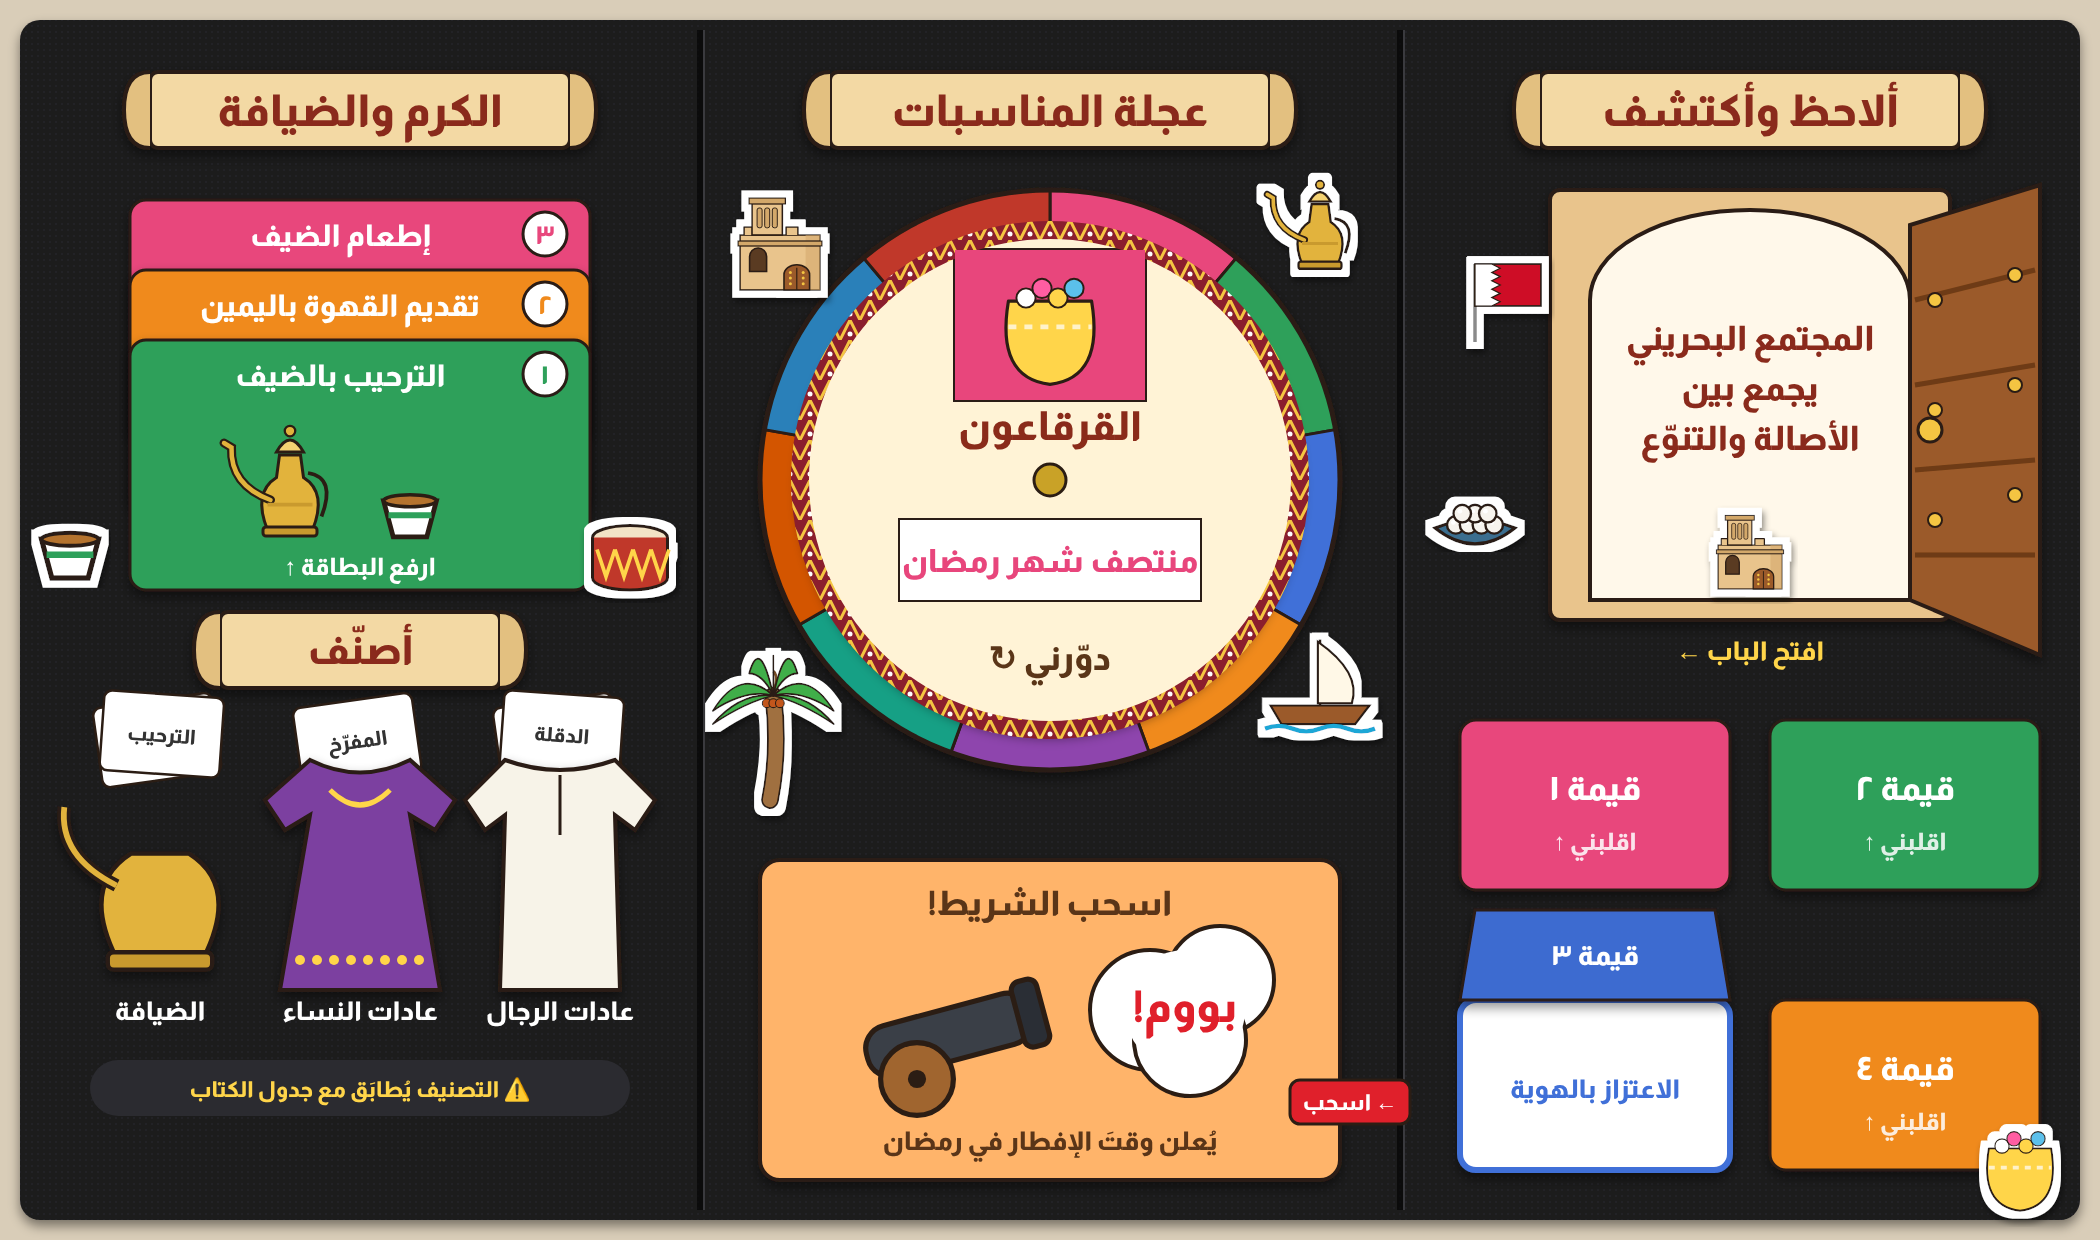 ألاحظ وأكتشف
المجتمع البحريني
يجمع بين
الأصالة والتنوّع
افتح الباب ←
قيمة ٢
اقلبني ↑
قيمة ١
اقلبني ↑
قيمة ٣
الاعتزاز بالهوية
قيمة ٤
اقلبني ↑
عجلة المناسبات
القرقاعون
منتصف شهر رمضان
دوّرني ↻
اسحب الشريط!
بووم!
← اسحب
يُعلن وقتَ الإفطار في رمضان
الكرم والضيافة
٣ إطعام الضيف
٢ تقديم القهوة باليمين
١ الترحيب بالضيف
ارفع البطاقة ↑
أصنّف
الدقلة
المفرّخ
الترحيب
عادات الرجال
عادات النساء
الضيافة
⚠️ التصنيف يُطابَق مع جدول الكتاب